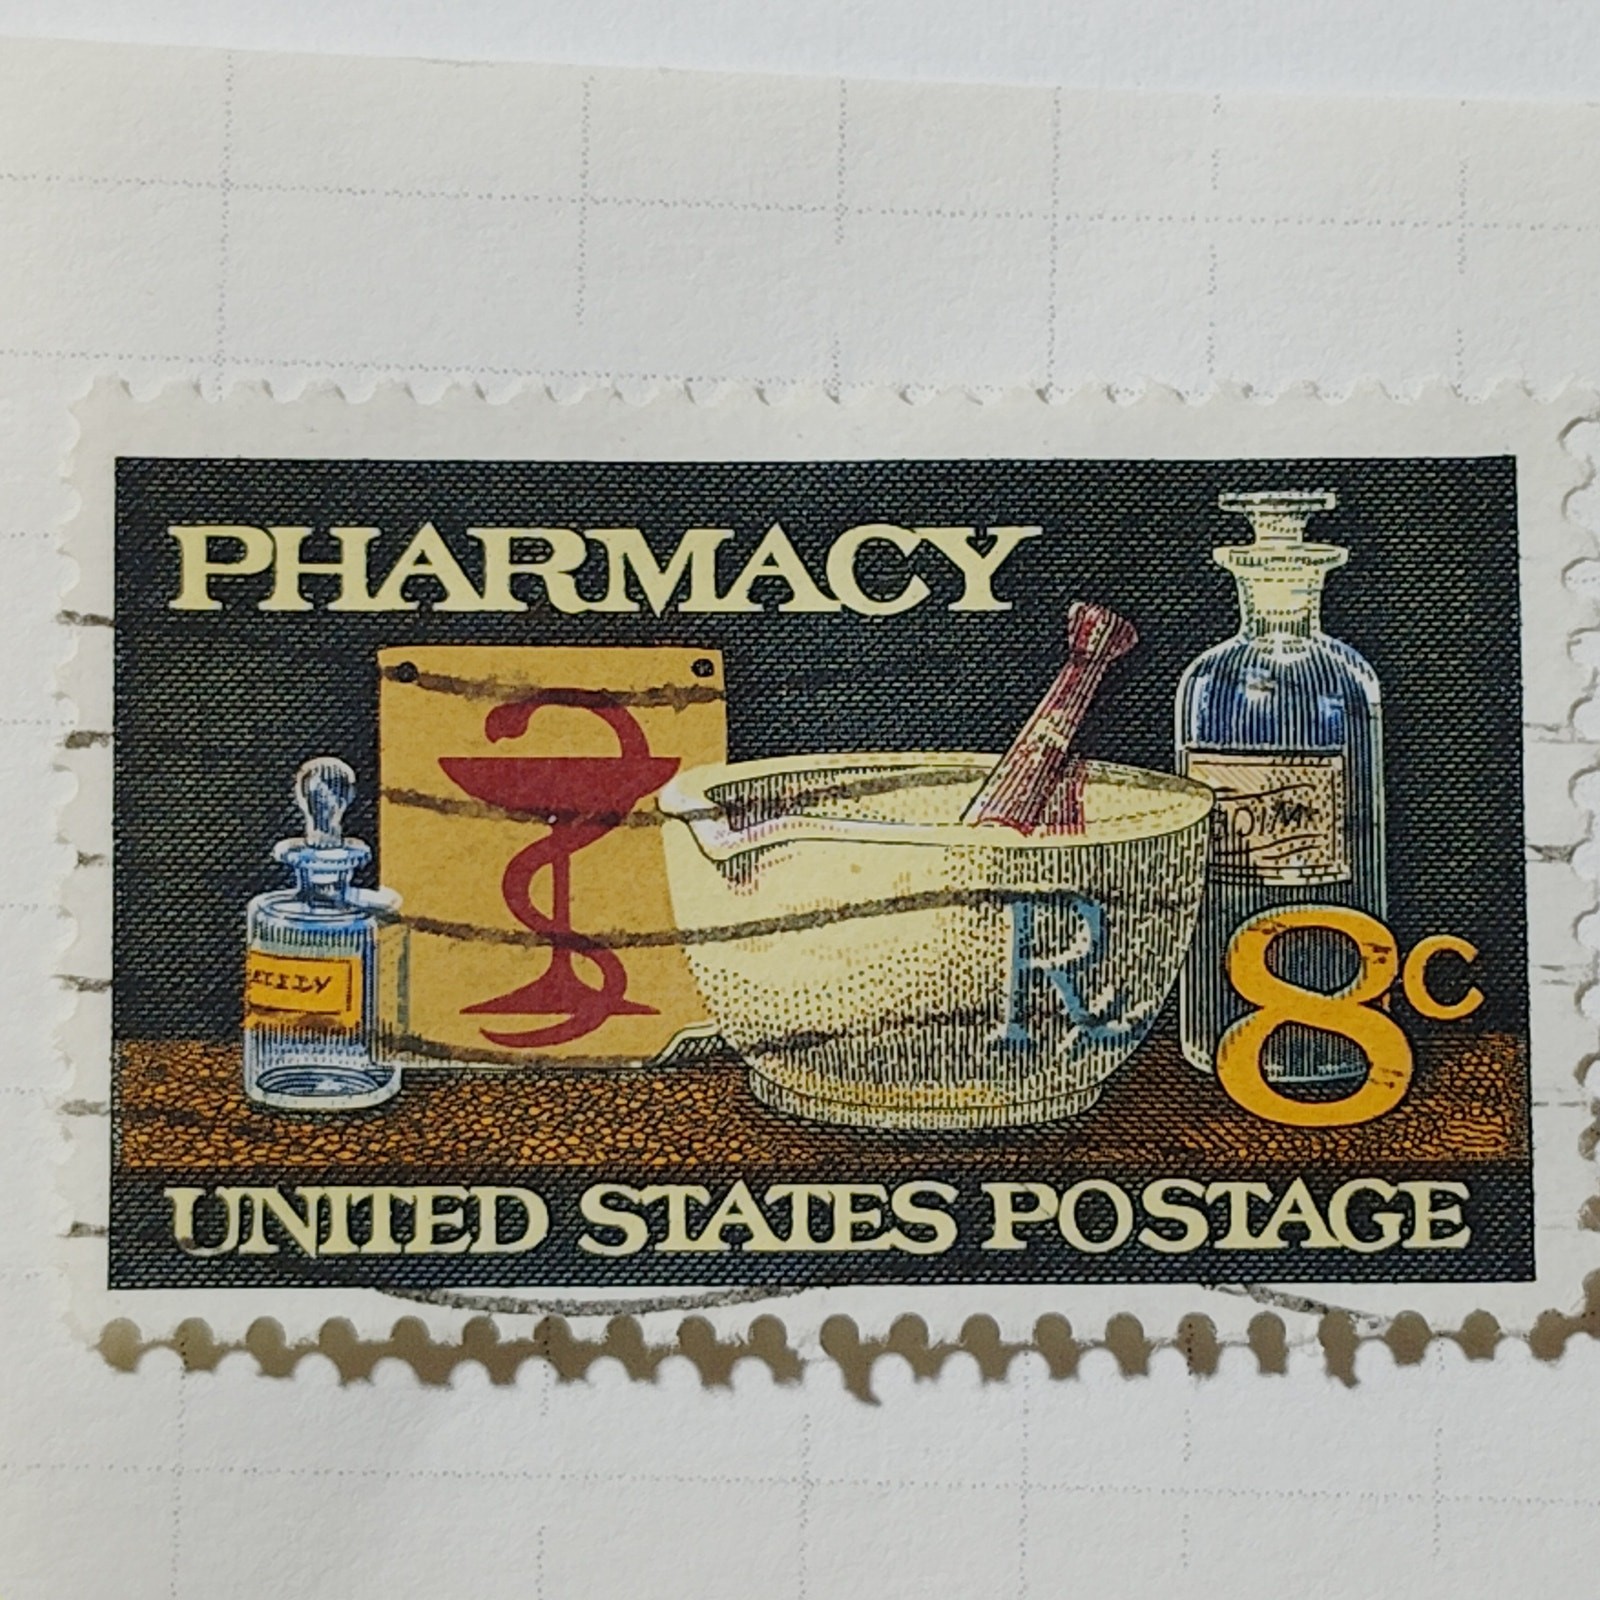 PHARMACY
R
8c
UNITED STATES POSTAGE